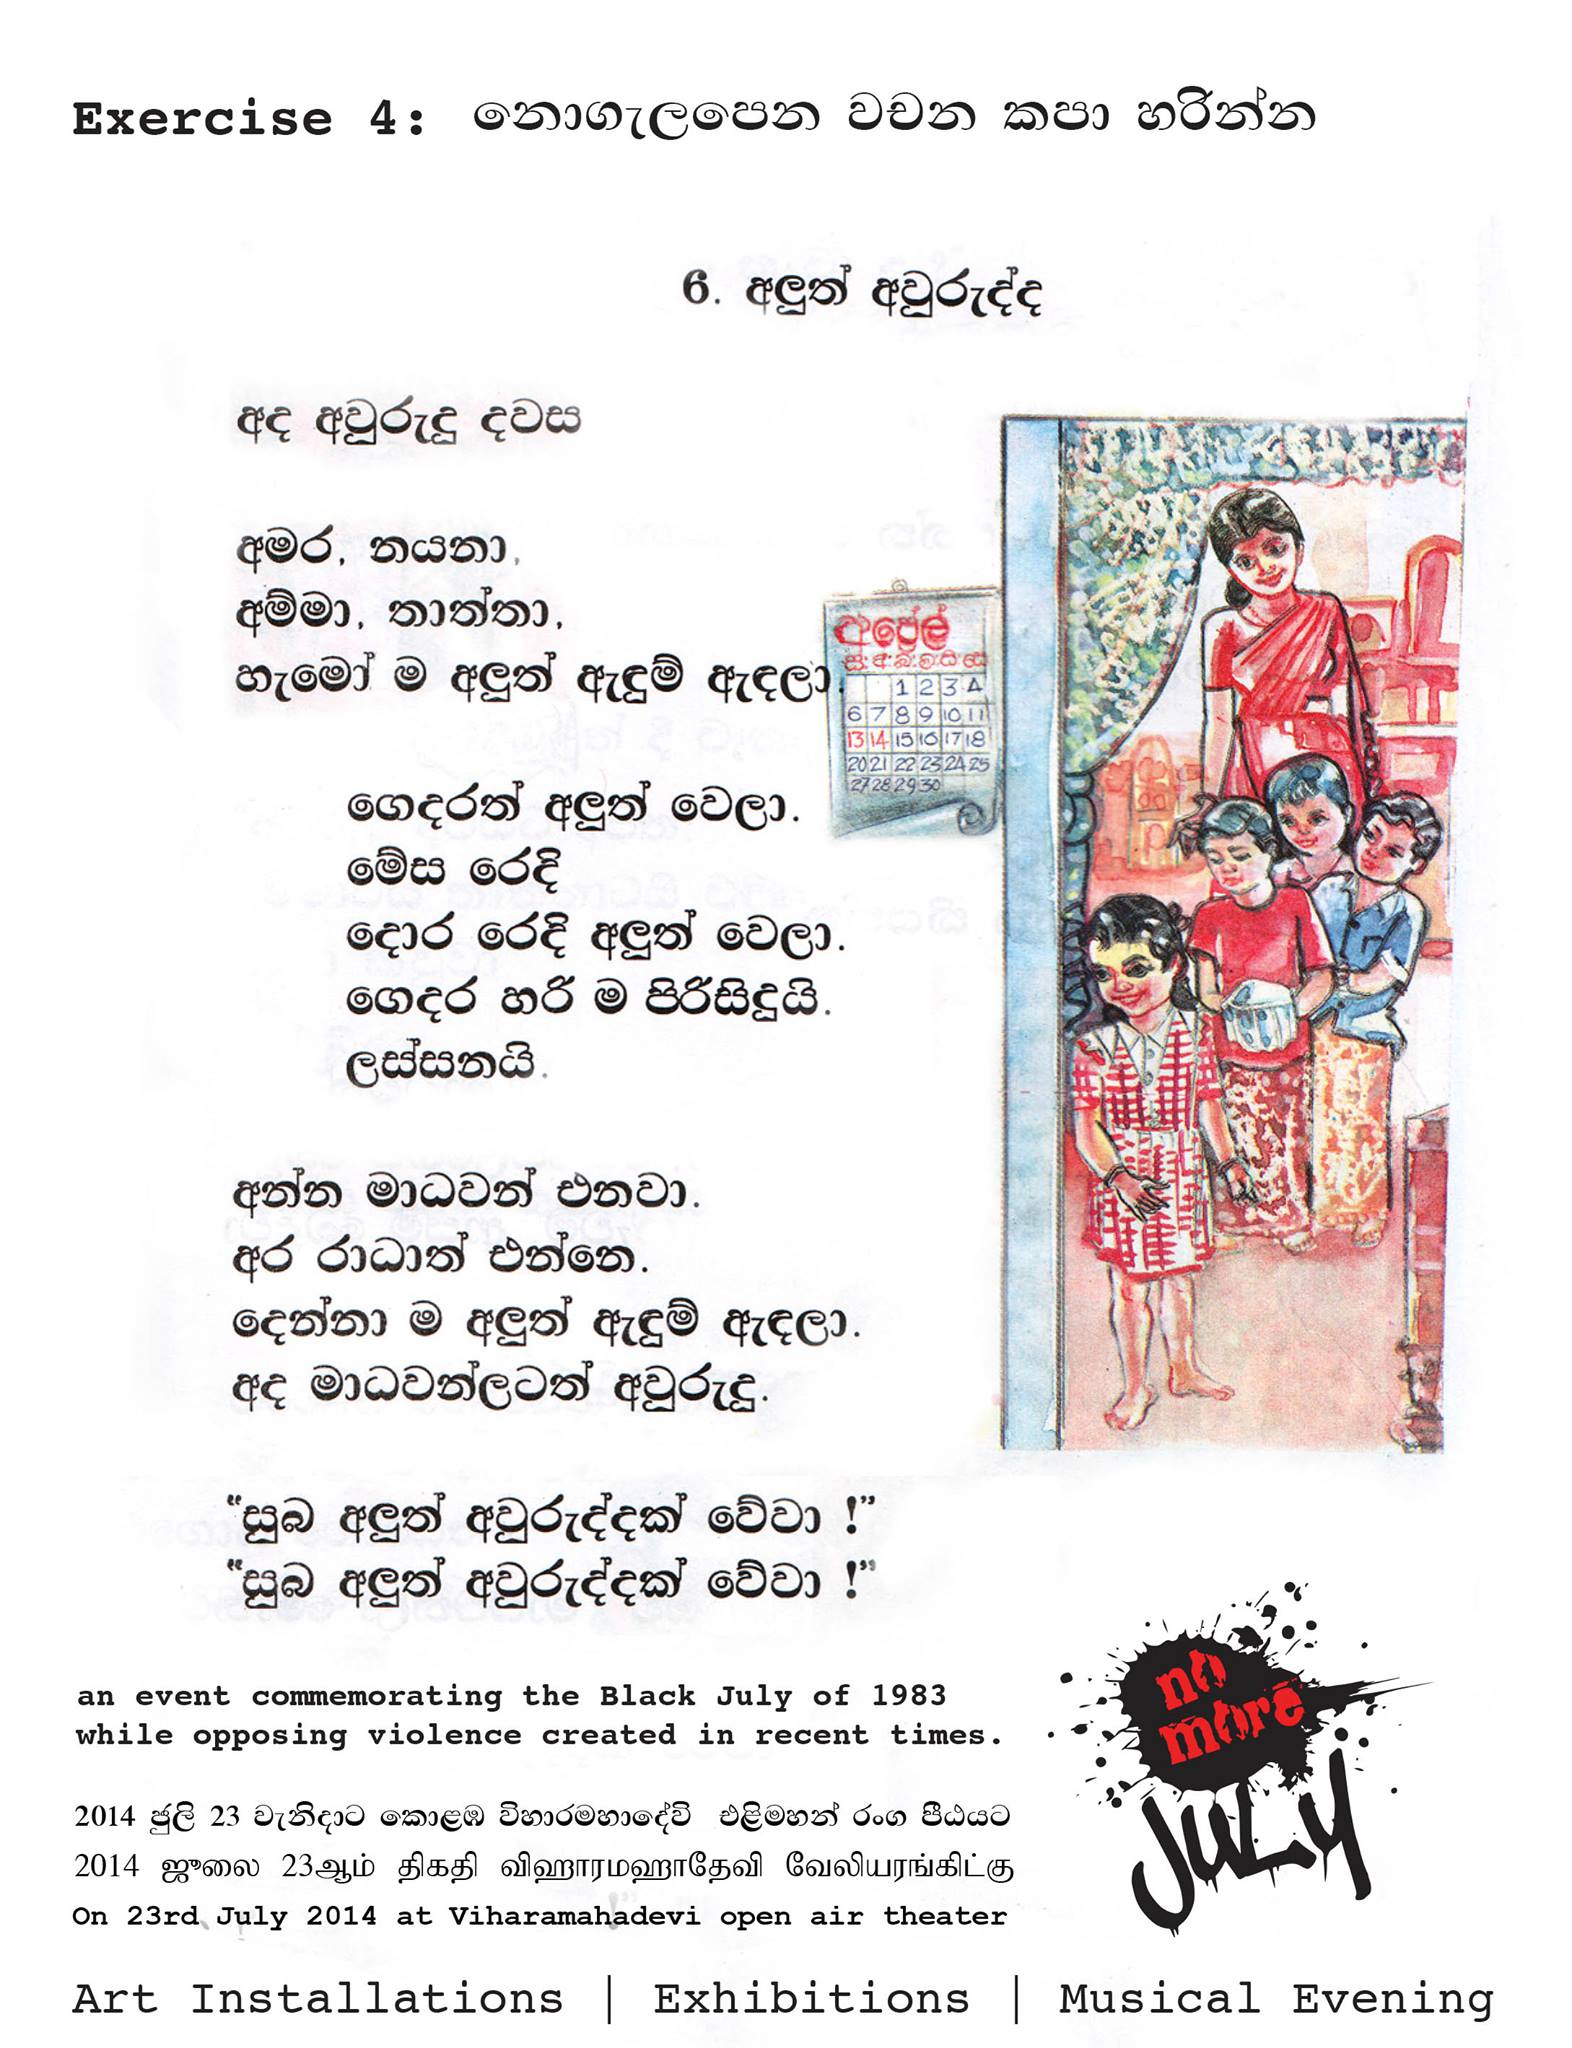 Exercise 4: නොගැලපෙන වචන කපා හරින්න
6. අලුත් අවුරුද්ද
අද අවුරුදු දවස
අමර, නයනා,
අම්මා, තාත්තා,
හැමෝ ම අලුත් ඇඳුම් ඇඳලා.
ගෙදරත් අලුත් වෙලා.
මේස රෙදි
දොර රෙදි අලුත් වෙලා.
ගෙදර හරි ම පිරිසිදුයි.
ලස්සනයි.
අන්න මාධවන් එනවා.
අර රාධාත් එන්නෙ.
දෙන්නා ම අලුත් ඇඳුම් ඇඳලා.
අද මාධවන්ලටත් අවුරුදු.
“සුබ අලුත් අවුරුද්දක් වේවා !”
“සුබ අලුත් අවුරුද්දක් වේවා !”
අප්‍රේල්
1 2 3 4
6 7 8 9 10 11
13 14 15 16 17 18
20 21 22 23 24 25
27 28 29 30
an event commemorating the Black July of 1983
while opposing violence created in recent times.
no
more
JULY
2014 ජුලි 23 වැනිදාට කොළඹ විහාරමහාදේවි එළිමහන් රංග පීඨයට
2014 ஜுலை 23ஆம் திகதி விஹாரமஹாதேவி வேலியரங்கிட்கு
On 23rd July 2014 at Viharamahadevi open air theater
Art Installations | Exhibitions | Musical Evening